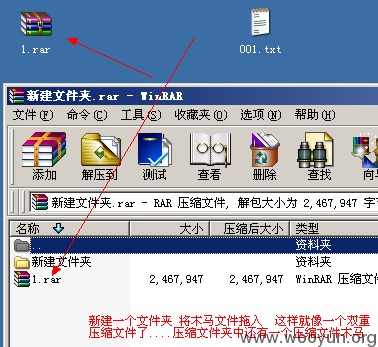 1.rar
001.txt
新建文件夹.rar - WinRAR
文件(F) 命令(C) 工具(S) 收藏夹(O) 选项(N) 帮助(H)
添加 解压到 测试 查看 删除 查找 向导
新建文件夹.rar - RAR 压缩文件, 解包大小为 2,467,947 字
名称 大小 压缩后大小 类型
.. 资料夹
新建文件夹 资料夹
1.rar 2,467,947 2,467,947 WinRAR 压缩文
新建一个文件夹 将木马文件拖入 这样就像一个双重
压缩文件了....压缩文件夹中还有一个压缩文件木马
www.wooyun.org